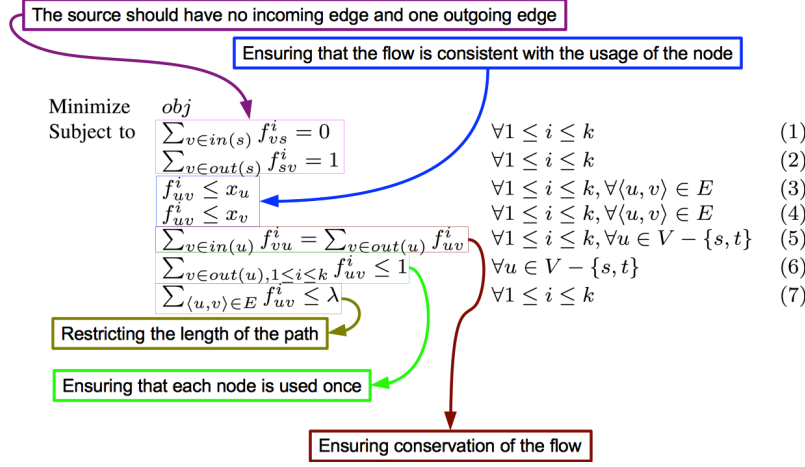 The source should have no incoming edge and one outgoing edge
Ensuring that the flow is consistent with the usage of the node
Minimize obj
Subject to ∑_{v∈in(s)} f^i_{vs} = 0 ∀1 ≤ i ≤ k (1)
∑_{v∈out(s)} f^i_{sv} = 1 ∀1 ≤ i ≤ k (2)
f^i_{uv} ≤ x_u ∀1 ≤ i ≤ k, ∀⟨u, v⟩ ∈ E (3)
f^i_{uv} ≤ x_v ∀1 ≤ i ≤ k, ∀⟨u, v⟩ ∈ E (4)
∑_{v∈in(u)} f^i_{vu} = ∑_{v∈out(u)} f^i_{uv} ∀1 ≤ i ≤ k, ∀u ∈ V − {s, t} (5)
∑_{v∈out(u),1≤i≤k} f^i_{uv} ≤ 1 ∀u ∈ V − {s, t} (6)
∑_{⟨u,v⟩∈E} f^i_{uv} ≤ λ ∀1 ≤ i ≤ k (7)
Restricting the length of the path
Ensuring that each node is used once
Ensuring conservation of the flow